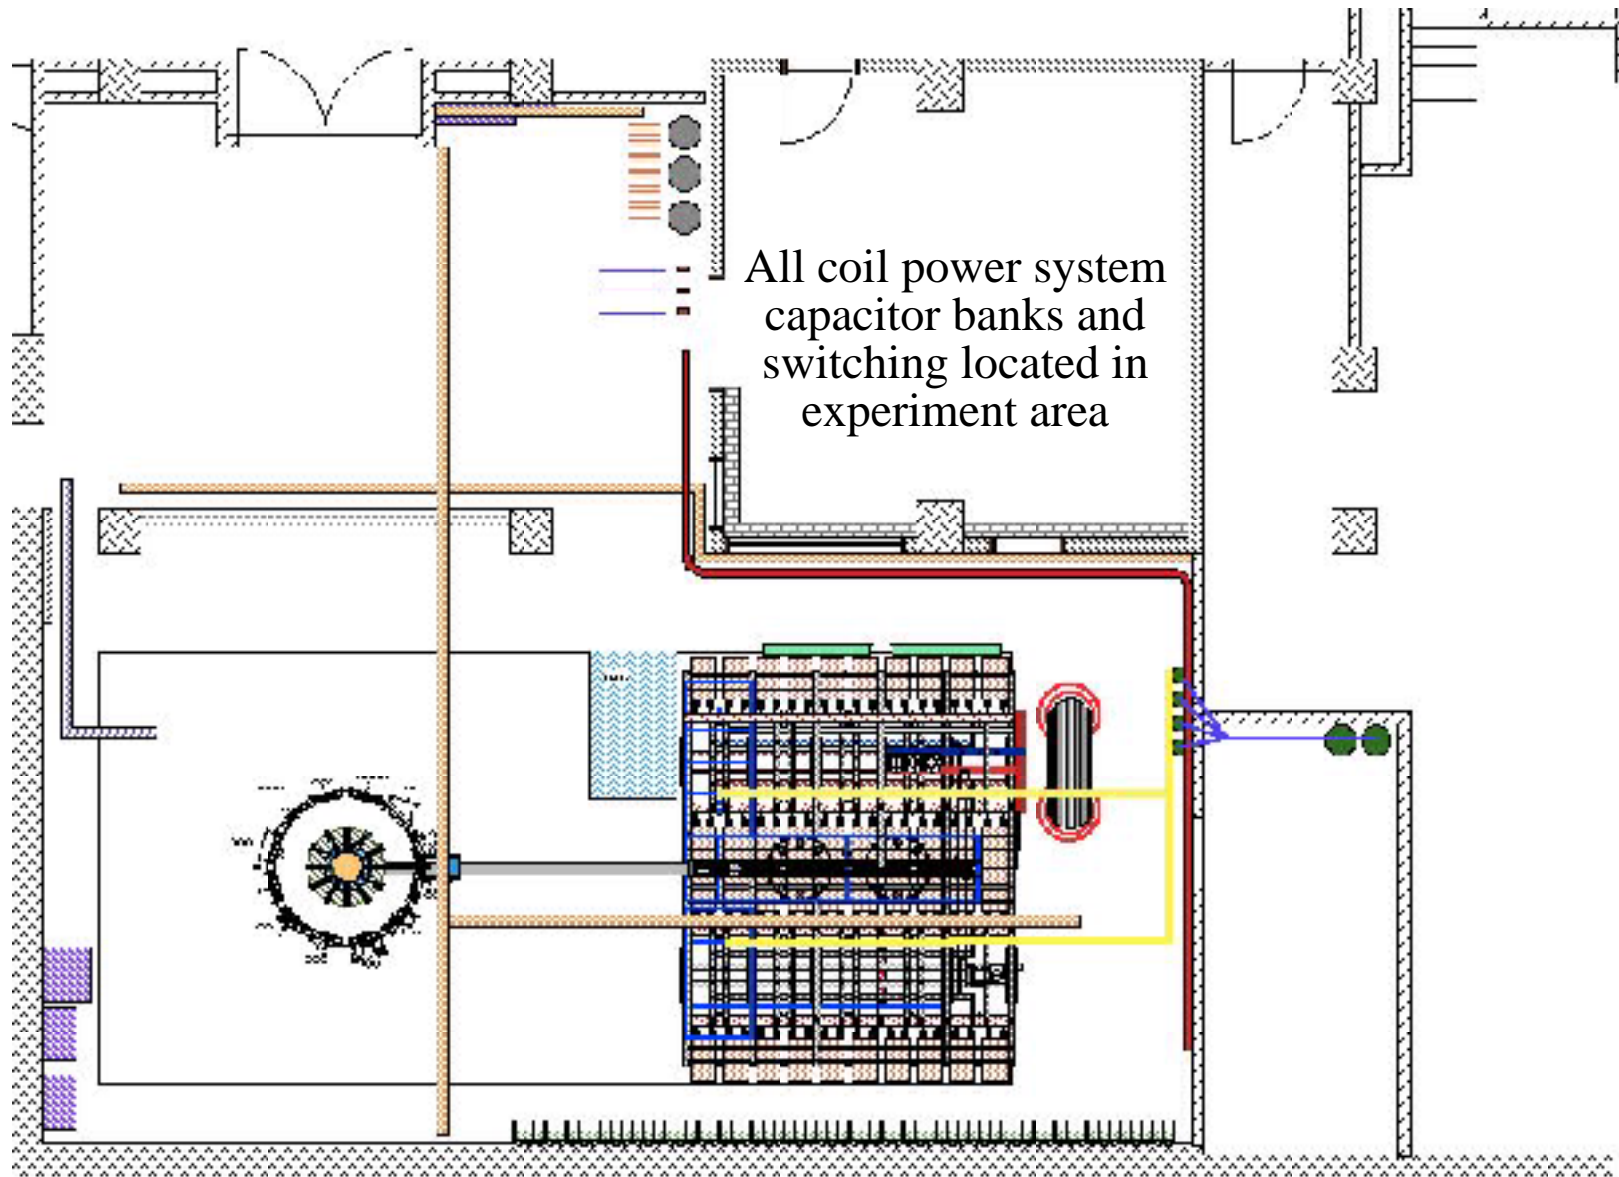 All coil power system
capacitor banks and
switching located in
experiment area